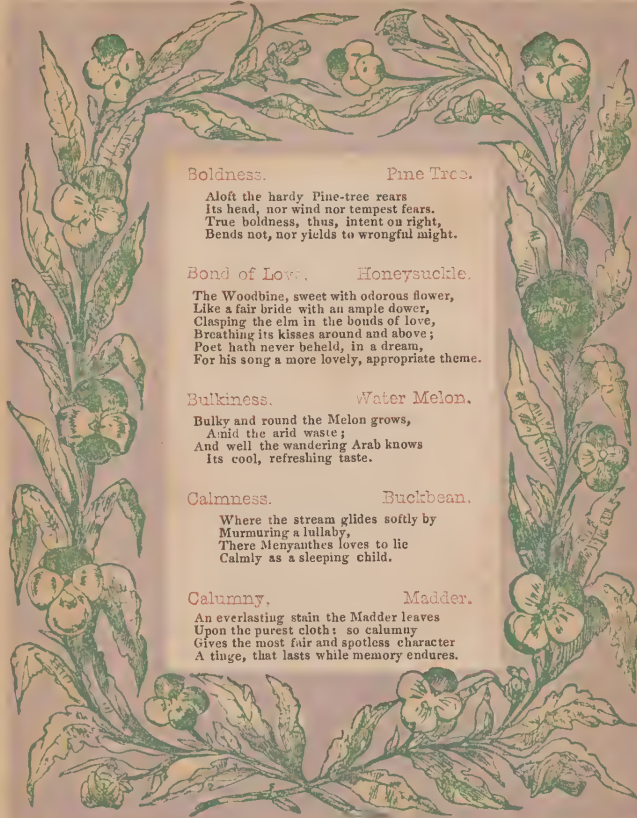 Boldness. Pine Tree.
Aloft the hardy Pine-tree rears
Its head, nor wind nor tempest fears.
True boldness, thus, intent on right,
Bends not, nor yields to wrongful might.
Bond of Love. Honeysuckle.
The Woodbine, sweet with odorous flower,
Like a fair bride with an ample dower,
Clasping the elm in the bonds of love,
Breathing its kisses around and above;
Poet hath never beheld, in a dream,
For his song a more lovely, appropriate theme.
Bulkiness. Water Melon.
Bulky and round the Melon grows,
Amid the arid waste;
And well the wandering Arab knows
Its cool, refreshing taste.
Calmness. Buckbean.
Where the stream glides softly by
Murmuring a lullaby,
There Menyanthes loves to lie
Calmly as a sleeping child.
Calumny. Madder.
An everlasting stain the Madder leaves
Upon the purest cloth; so calumny
Gives the most fair and spotless character
A tinge, that lasts while memory endures.